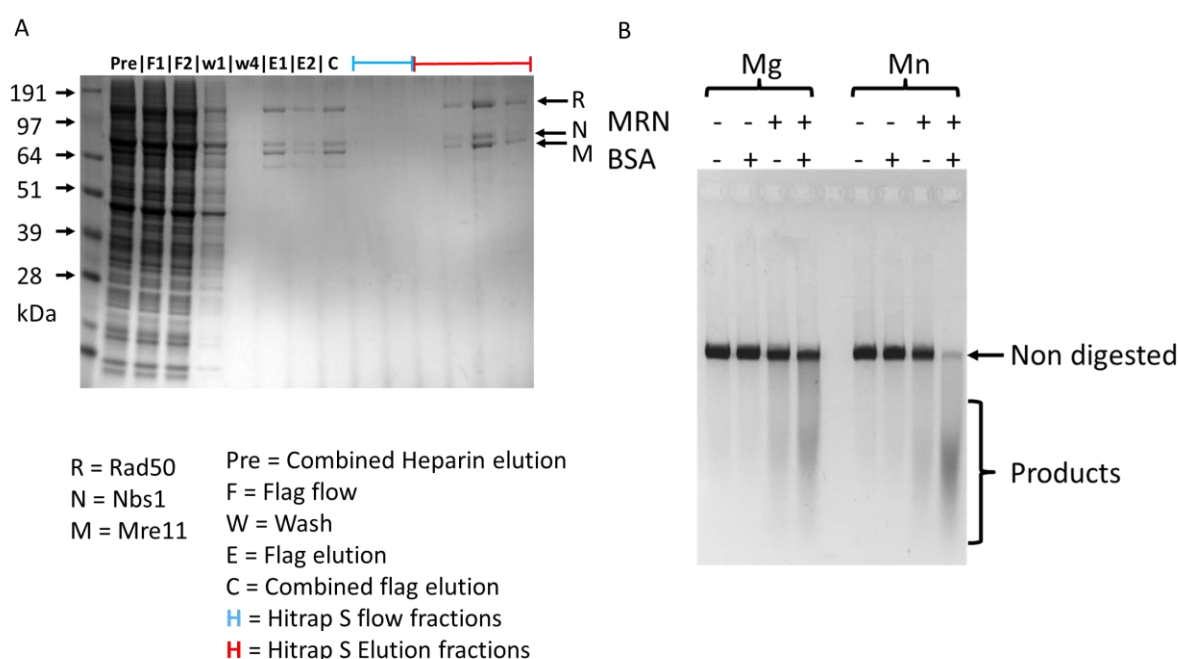 A
Pre|F1|F2|w1|w4|E1|E2| C
191
97
64
51
39
28
kDa
R
N
M
R = Rad50
N = Nbs1
M = Mre11
Pre = Combined Heparin elution
F = Flag flow
W = Wash
E = Flag elution
C = Combined flag elution
H = Hitrap S flow fractions
H = Hitrap S Elution fractions
B
Mg Mn
- - + + MRN - - + +
- + - + BSA - + - +
Non digested
Products